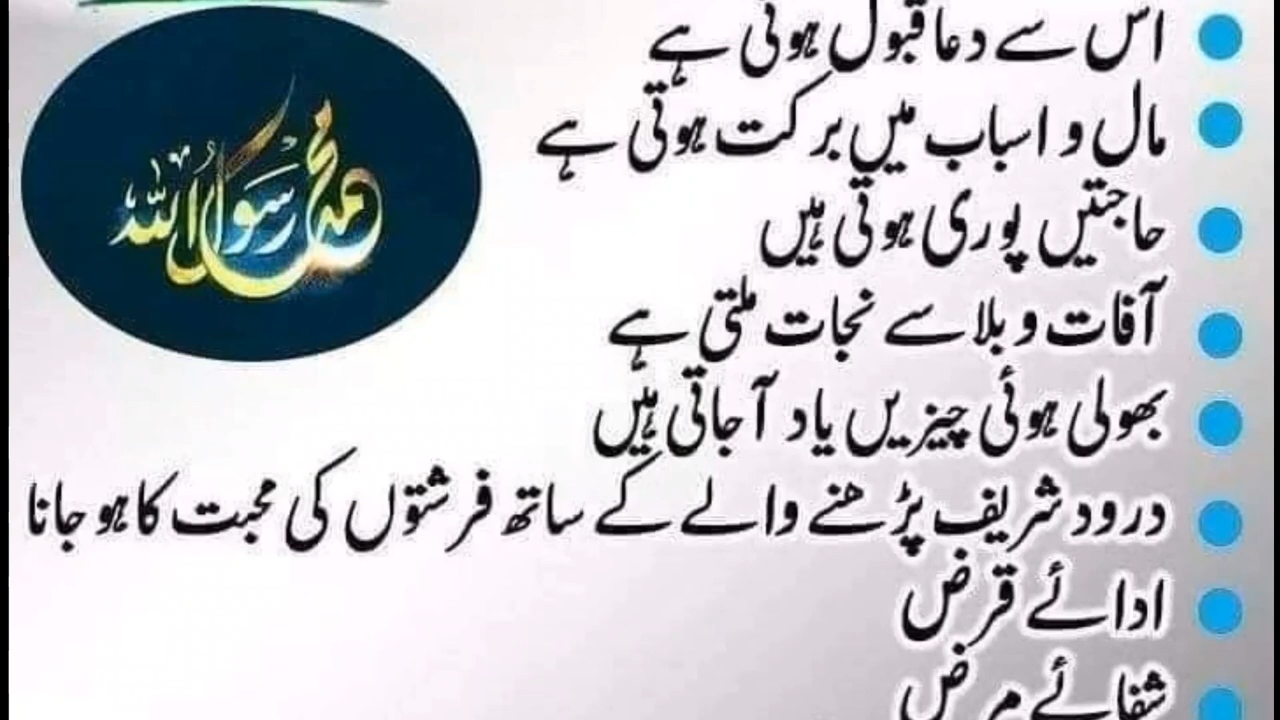 اس سے دعا قبول ہوتی ہے
مال و اسباب میں برکت ہوتی ہے
محمد رسول اللہ
حاجتیں پوری ہوتی ہیں
آفات و بلا سے نجات ملتی ہے
بھولی ہوئی چیزیں یاد آ جاتی ہیں
درود شریف پڑھنے والے کے ساتھ فرشتوں کی محبت کا ہو جانا
ادائے قرض
شفائے مرض